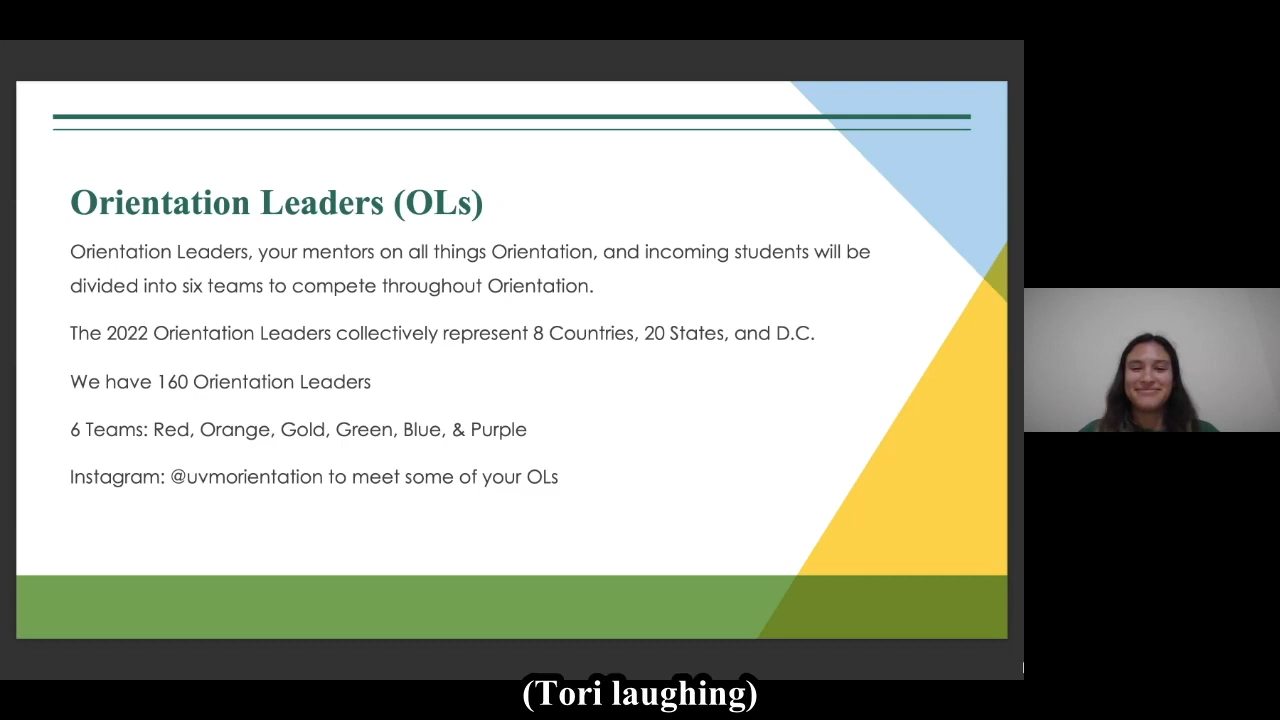 Orientation Leaders (OLs)
Orientation Leaders, your mentors on all things Orientation, and incoming students will be
divided into six teams to compete throughout Orientation.
The 2022 Orientation Leaders collectively represent 8 Countries, 20 States, and D.C.
We have 160 Orientation Leaders
6 Teams: Red, Orange, Gold, Green, Blue, & Purple
Instagram: @uvmorientation to meet some of your OLs
(Tori laughing)